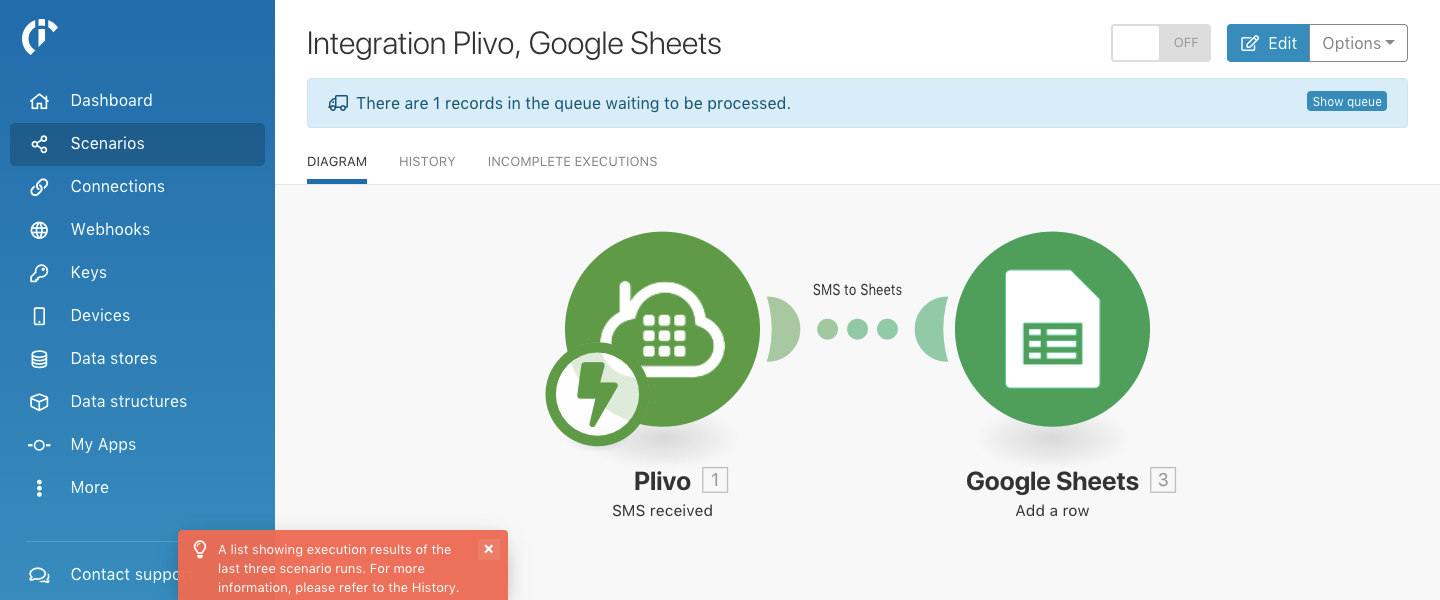 Integration Plivo, Google Sheets
OFF
Edit
Options
There are 1 records in the queue waiting to be processed.
Show queue
DIAGRAM
HISTORY
INCOMPLETE EXECUTIONS
Dashboard
Scenarios
Connections
Webhooks
Keys
Devices
Data stores
Data structures
My Apps
More
Contact suppo
SMS to Sheets
Plivo 1
SMS received
Google Sheets 3
Add a row
A list showing execution results of the
last three scenario runs. For more
information, please refer to the History.